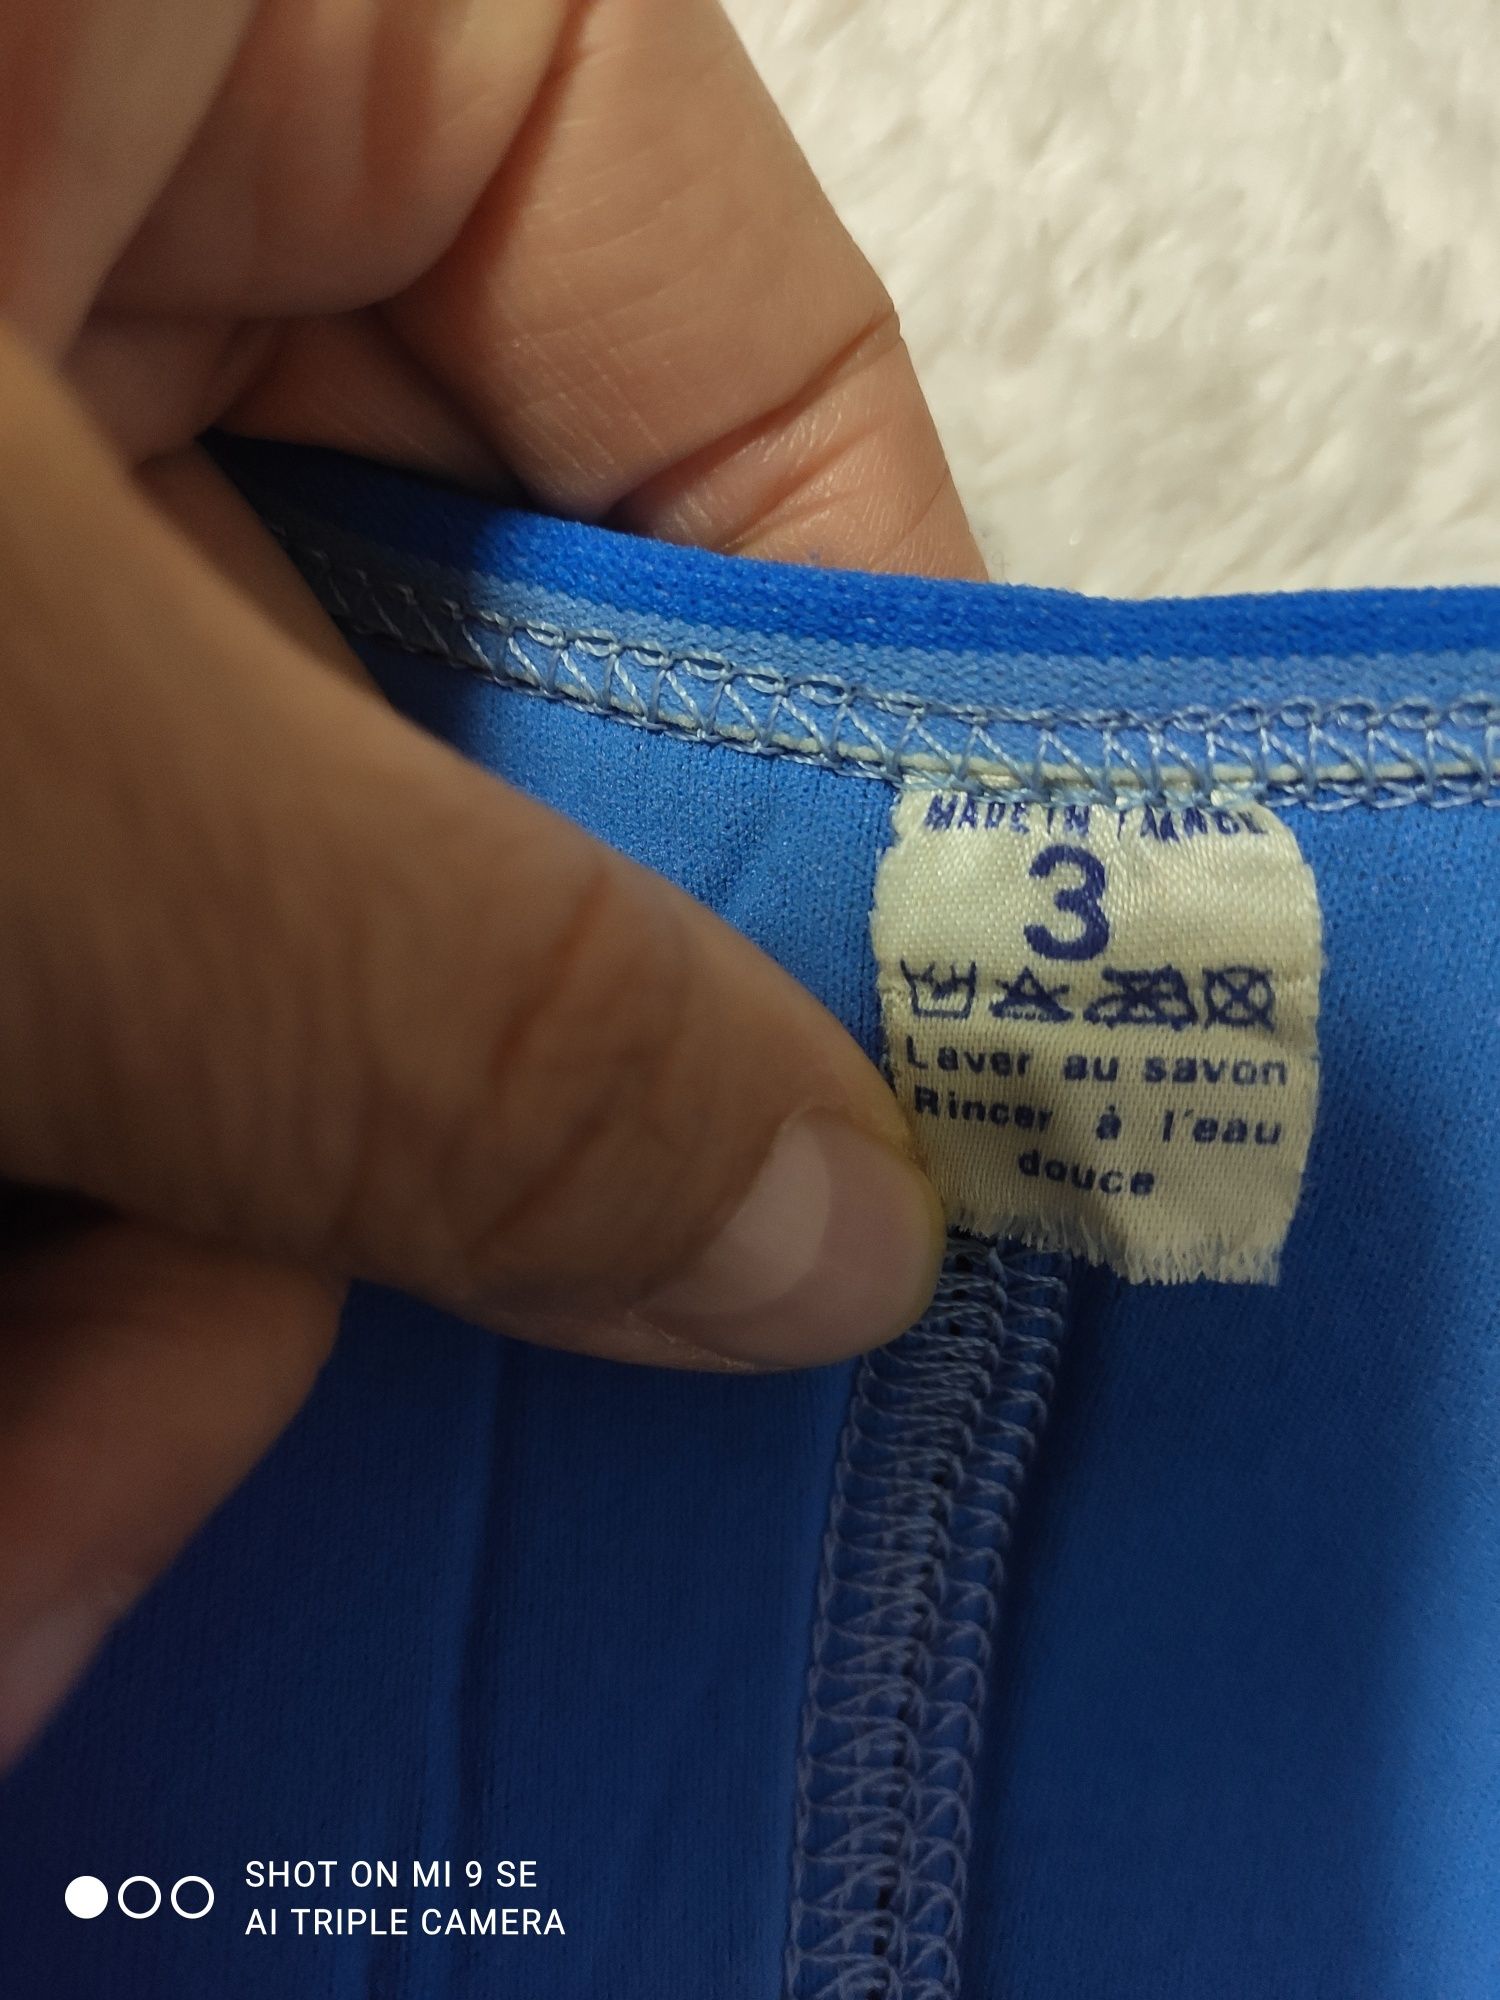 MADE IN FRANCE
3
Laver au savon
Rincer à l'eau
douce
SHOT ON MI 9 SE
AI TRIPLE CAMERA